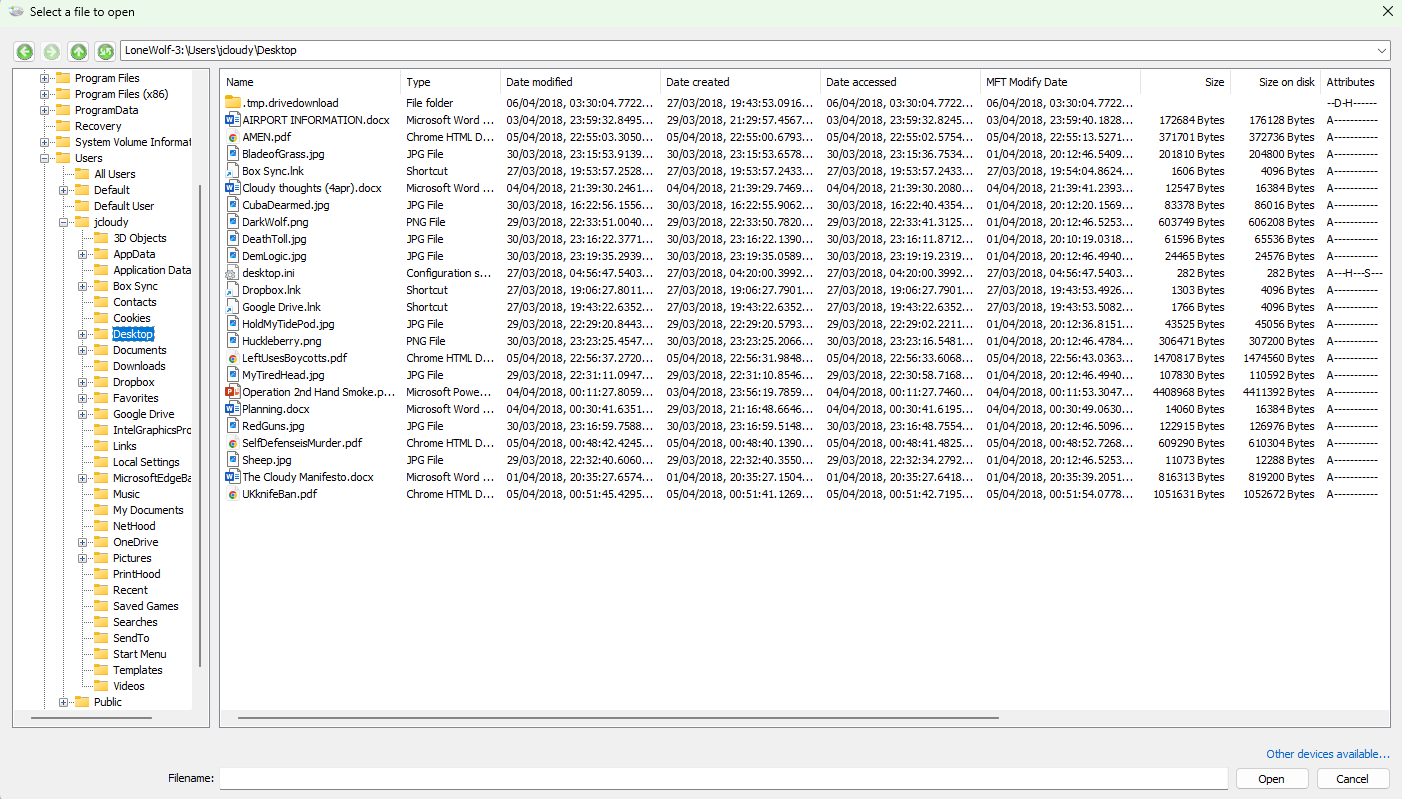 Select a file to open
LoneWolf-3:\Users\jcloudy\Desktop
Program Files
Program Files (x86)
ProgramData
Recovery
System Volume Informat
Users
All Users
Default
Default User
jcloudy
3D Objects
AppData
Application Data
Box Sync
Contacts
Cookies
Desktop
Documents
Downloads
Dropbox
Favorites
Google Drive
IntelGraphicsPro
Links
Local Settings
MicrosoftEdgeBa
Music
My Documents
NetHood
OneDrive
Pictures
PrintHood
Recent
Saved Games
Searches
SendTo
Start Menu
Templates
Videos
Public
Name Type Date modified Date created Date accessed MFT Modify Date Size Size on disk Attributes
.tmp.drivedownload File folder 06/04/2018, 03:30:04.7722... 27/03/2018, 19:43:53.0916... 06/04/2018, 03:30:04.7722... 06/04/2018, 03:30:04.7722... --D-H------
AIRPORT INFORMATION.docx Microsoft Word ... 03/04/2018, 23:59:32.8495... 29/03/2018, 21:29:57.4567... 03/04/2018, 23:59:32.8245... 03/04/2018, 23:59:40.1828... 172684 Bytes 176128 Bytes A-----------
AMEN.pdf Chrome HTML D... 05/04/2018, 22:55:03.3050... 05/04/2018, 22:55:00.6793... 05/04/2018, 22:55:02.5754... 05/04/2018, 22:55:13.5271... 371701 Bytes 372736 Bytes A-----------
BladeofGrass.jpg JPG File 30/03/2018, 23:15:53.9139... 30/03/2018, 23:15:53.6578... 30/03/2018, 23:15:36.7534... 01/04/2018, 20:12:46.5409... 201810 Bytes 204800 Bytes A-----------
Box Sync.lnk Shortcut 27/03/2018, 19:53:57.2528... 27/03/2018, 19:53:57.2433... 27/03/2018, 19:53:57.2433... 27/03/2018, 19:54:04.8624... 1606 Bytes 4096 Bytes A-----------
Cloudy thoughts (4apr).docx Microsoft Word ... 04/04/2018, 21:39:30.2461... 04/04/2018, 21:39:29.7469... 04/04/2018, 21:39:30.2080... 04/04/2018, 21:39:41.2393... 12547 Bytes 16384 Bytes A-----------
CubaDearmed.jpg JPG File 30/03/2018, 16:22:56.1556... 30/03/2018, 16:22:55.9062... 30/03/2018, 16:22:40.4354... 01/04/2018, 20:12:20.1569... 83378 Bytes 86016 Bytes A-----------
DarkWolf.png PNG File 29/03/2018, 22:33:51.0040... 29/03/2018, 22:33:50.7820... 29/03/2018, 22:33:41.3125... 01/04/2018, 20:12:46.5253... 603749 Bytes 606208 Bytes A-----------
DeathToll.jpg JPG File 30/03/2018, 23:16:22.3771... 30/03/2018, 23:16:22.1390... 30/03/2018, 23:16:11.8712... 01/04/2018, 20:10:19.0318... 61596 Bytes 65536 Bytes A-----------
DemLogic.jpg JPG File 30/03/2018, 23:19:35.2939... 30/03/2018, 23:19:35.0589... 30/03/2018, 23:19:19.2319... 01/04/2018, 20:12:46.4940... 24465 Bytes 24576 Bytes A-----------
desktop.ini Configuration s... 27/03/2018, 04:56:47.5403... 27/03/2018, 04:20:00.3992... 27/03/2018, 04:20:00.3992... 27/03/2018, 04:56:47.5403... 282 Bytes 282 Bytes A---H---S---
Dropbox.lnk Shortcut 27/03/2018, 19:06:27.8011... 27/03/2018, 19:06:27.7901... 27/03/2018, 19:06:27.7901... 27/03/2018, 19:43:53.4926... 1303 Bytes 4096 Bytes A-----------
Google Drive.lnk Shortcut 27/03/2018, 19:43:22.6352... 27/03/2018, 19:43:22.6352... 27/03/2018, 19:43:22.6352... 27/03/2018, 19:43:53.5082... 1766 Bytes 4096 Bytes A-----------
HoldMyTidePod.jpg JPG File 29/03/2018, 22:29:20.8443... 29/03/2018, 22:29:20.5793... 29/03/2018, 22:29:02.2211... 01/04/2018, 20:12:36.8151... 43525 Bytes 45056 Bytes A-----------
Huckleberry.png PNG File 30/03/2018, 23:23:25.4547... 30/03/2018, 23:23:25.2066... 30/03/2018, 23:23:16.5481... 01/04/2018, 20:12:46.4784... 306471 Bytes 307200 Bytes A-----------
LeftUsesBoycotts.pdf Chrome HTML D... 05/04/2018, 22:56:37.2720... 05/04/2018, 22:56:31.9848... 05/04/2018, 22:56:33.6068... 05/04/2018, 22:56:43.0363... 1470817 Bytes 1474560 Bytes A-----------
MyTiredHead.jpg JPG File 29/03/2018, 22:31:11.0947... 29/03/2018, 22:31:10.8546... 29/03/2018, 22:30:58.7168... 01/04/2018, 20:12:46.4940... 107830 Bytes 110592 Bytes A-----------
Operation 2nd Hand Smoke.p... Microsoft Powe... 04/04/2018, 00:11:27.8059... 03/04/2018, 23:56:19.7859... 04/04/2018, 00:11:27.7460... 04/04/2018, 00:11:53.3047... 4408968 Bytes 4411392 Bytes A-----------
Planning.docx Microsoft Word ... 04/04/2018, 00:30:41.6351... 29/03/2018, 21:16:48.6646... 04/04/2018, 00:30:41.6195... 04/04/2018, 00:30:49.0630... 14060 Bytes 16384 Bytes A-----------
RedGuns.jpg JPG File 30/03/2018, 23:16:59.7588... 30/03/2018, 23:16:59.5148... 30/03/2018, 23:16:48.7554... 01/04/2018, 20:12:46.5096... 122915 Bytes 126976 Bytes A-----------
SelfDefenseisMurder.pdf Chrome HTML D... 05/04/2018, 00:48:42.4245... 05/04/2018, 00:48:40.1390... 05/04/2018, 00:48:41.4825... 05/04/2018, 00:48:52.7268... 609290 Bytes 610304 Bytes A-----------
Sheep.jpg JPG File 29/03/2018, 22:32:40.6060... 29/03/2018, 22:32:40.3550... 29/03/2018, 22:32:34.2792... 01/04/2018, 20:12:46.5253... 11073 Bytes 12288 Bytes A-----------
The Cloudy Manifesto.docx Microsoft Word ... 01/04/2018, 20:35:27.6574... 01/04/2018, 20:35:27.1504... 01/04/2018, 20:35:27.6418... 01/04/2018, 20:35:39.2051... 816313 Bytes 819200 Bytes A-----------
UKknifeBan.pdf Chrome HTML D... 05/04/2018, 00:51:45.4295... 05/04/2018, 00:51:41.1269... 05/04/2018, 00:51:42.7195... 05/04/2018, 00:51:54.0778... 1051631 Bytes 1052672 Bytes A-----------
Other devices available...
Filename:
Open Cancel